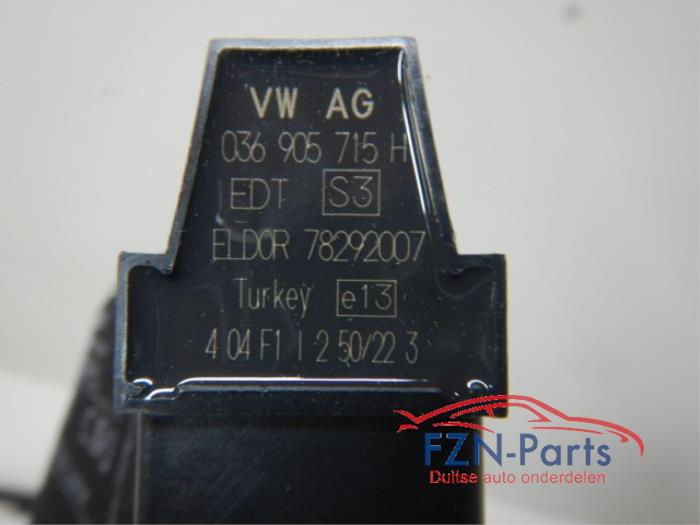 VW AG
036 905 715 H
EDT S3
ELDOR 78292007
Turkey e13
4 04 F1 1 2 50/22 3
FZN-Parts
Duitse auto onderdelen